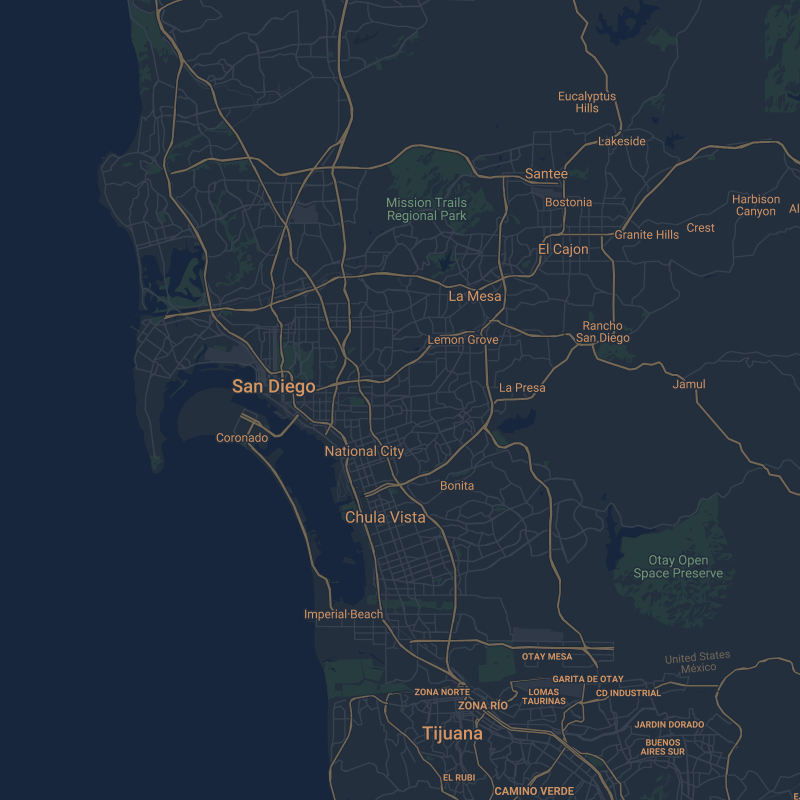 Eucalyptus
Hills
Lakeside
Santee
Mission Trails
Regional Park
Bostonia
Harbison
Canyon
Al
Crest
Granite Hills
El Cajon
La Mesa
Rancho
San Diego
Lemon Grove
San Diego
La Presa
Jamul
Coronado
National City
Bonita
Chula Vista
Otay Open
Space Preserve
Imperial Beach
OTAY MESA
United States
México
GARITA DE OTAY
ZONA NORTE
LOMAS
TAURINAS
CD INDUSTRIAL
ZONA RÍO
JARDIN DORADO
Tijuana
BUENOS
AIRES SUR
EL RUBI
CAMINO VERDE